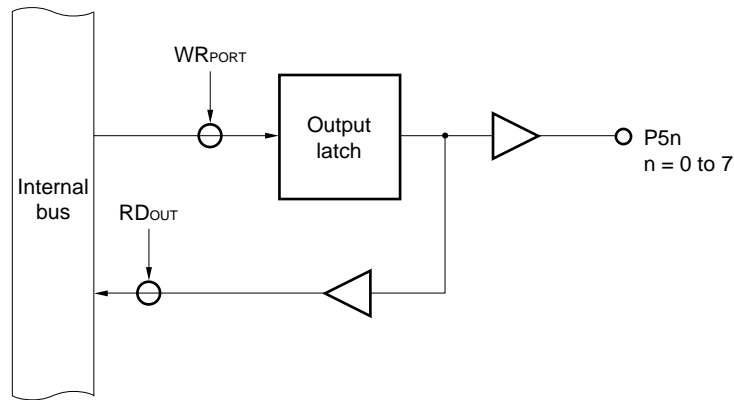 WRPORT
Output
latch
P5n
n = 0 to 7
Internal
bus
RDOUT